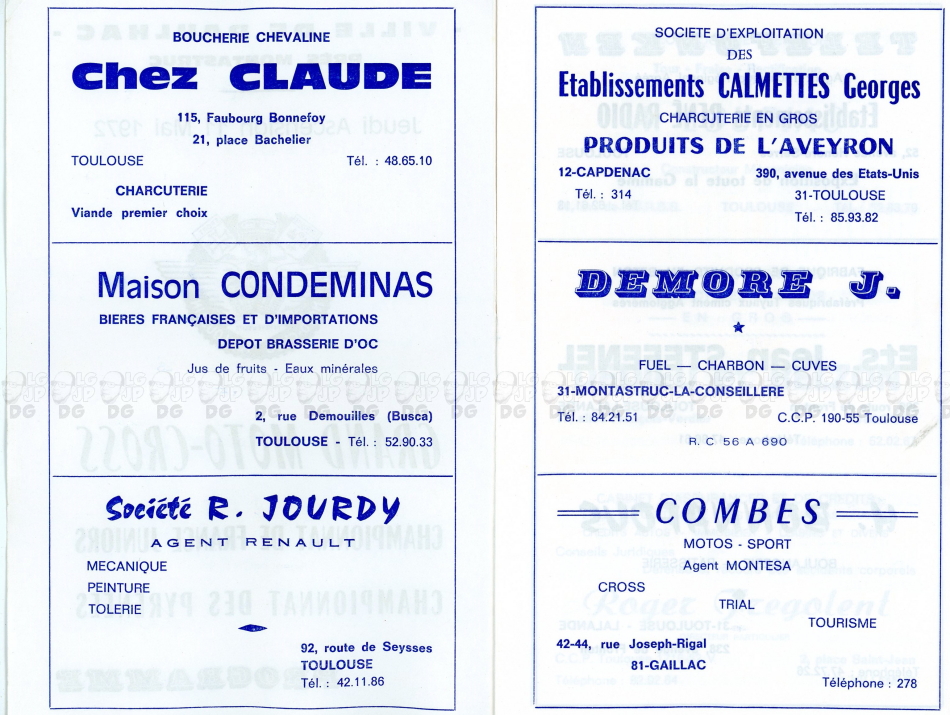 BOUCHERIE CHEVALINE
Chez CLAUDE
115, Faubourg Bonnefoy
21, place Bachelier
TOULOUSE Tél. : 48.65.10
CHARCUTERIE
Viande premier choix
Maison CONDEMINAS
BIERES FRANÇAISES ET D'IMPORTATIONS
DEPOT BRASSERIE D'OC
Jus de fruits - Eaux minérales
2, rue Demouilles (Busca)
TOULOUSE - Tél. : 52.90.33
Société R. JOURDY
AGENT RENAULT
MECANIQUE
PEINTURE
TOLERIE
92, route de Seysses
TOULOUSE
Tél. : 42.11.86
SOCIETE D'EXPLOITATION
DES
Etablissements CALMETTES Georges
CHARCUTERIE EN GROS
PRODUITS DE L'AVEYRON
12-CAPDENAC 390, avenue des Etats-Unis
Tél. : 314 31-TOULOUSE
Tél. : 85.93.82
DEMORE J.
FUEL — CHARBON — CUVES
31-MONTASTRUC-LA-CONSEILLERE
Tél. : 84.21.51 C.C.P. 190-55 Toulouse
R.C 56 A 690
COMBES
MOTOS - SPORT
Agent MONTESA
CROSS
TRIAL
TOURISME
42-44, rue Joseph-Rigal
81-GAILLAC
Téléphone : 278